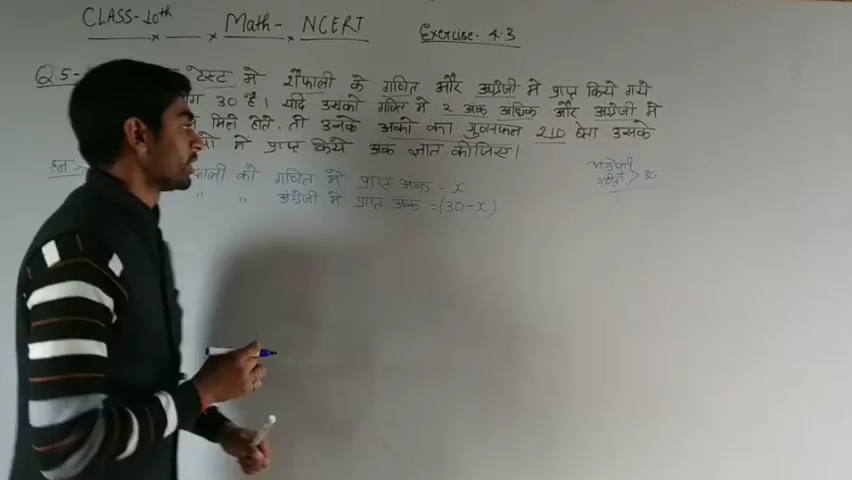 CLASS-10th Math- NCERT Exercise- 4.3
Q.5- टेस्ट मे शैफाली के गणित और अंग्रेजी मे प्राप्त किये गये
30 है। यदि उसको गणित मे 2 अंक अधिक और अंग्रेजी मे
मिले होते, तो उनके अंको का गुणनफल 210 होता उसके
मे प्राप्त किये अंक ज्ञात कीजिए।
हल को गणित मे प्राप्त अंक = x
" " अंग्रेजी मे प्राप्त अंक = (30-x)
अंग्रेजी
गणित